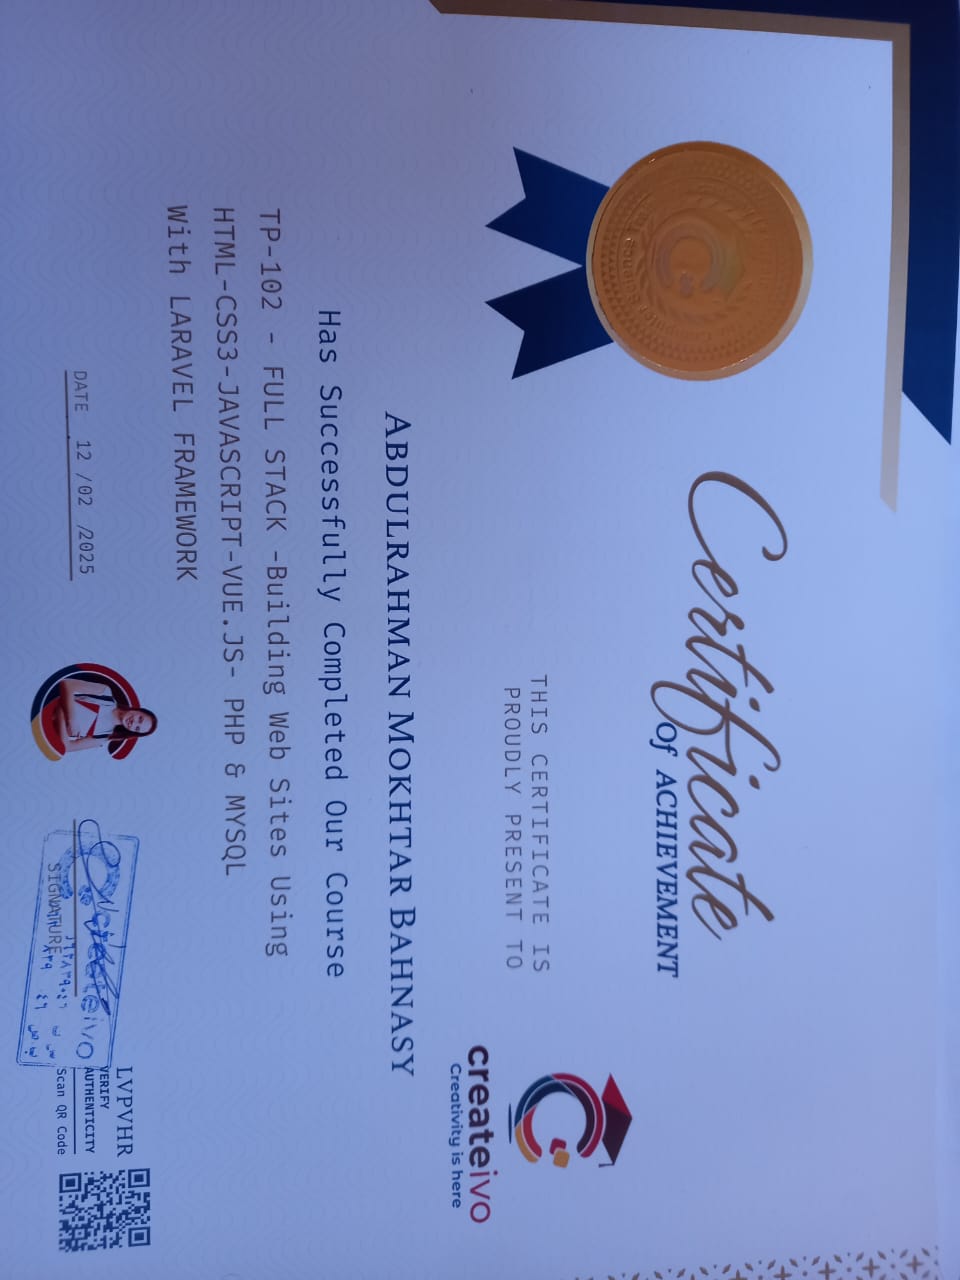 Certificate
Of ACHIEVEMENT
THIS CERTIFICATE IS
PROUDLY PRESENT TO
createivo
Creativity is here
ABDULRAHMAN MOKHTAR BAHNASY
Has Successfully Completed Our Course
TP-102 - FULL STACK -Building Web Sites Using
HTML-CSS3-JAVASCRIPT-VUE.JS- PHP & MYSQL
With LARAVEL FRAMEWORK
DATE 12 /02 /2025
SIGNATURE
createivo
LVPVHR
VERIFY
AUTHENTICITY
Scan QR Code